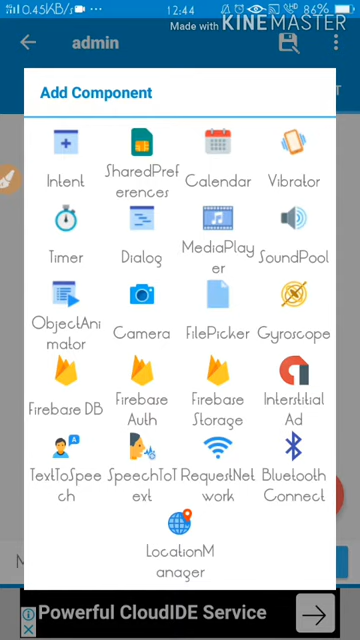 0.45KB/s
12:44
86%
Made with
KINEMASTER
admin
Add Component
Intent
SharedPref
erences
Calendar
Vibrator
Timer
Dialog
MediaPlay
er
SoundPool
ObjectAni
mator
Camera
FilePicker
Gyroscope
Firebase DB
Firebase
Auth
Firebase
Storage
Interstitial
Ad
TextToSpee
ch
SpeechToT
ext
RequestNet
work
Bluetooth
Connect
LocationM
anager
Powerful CloudIDE Service